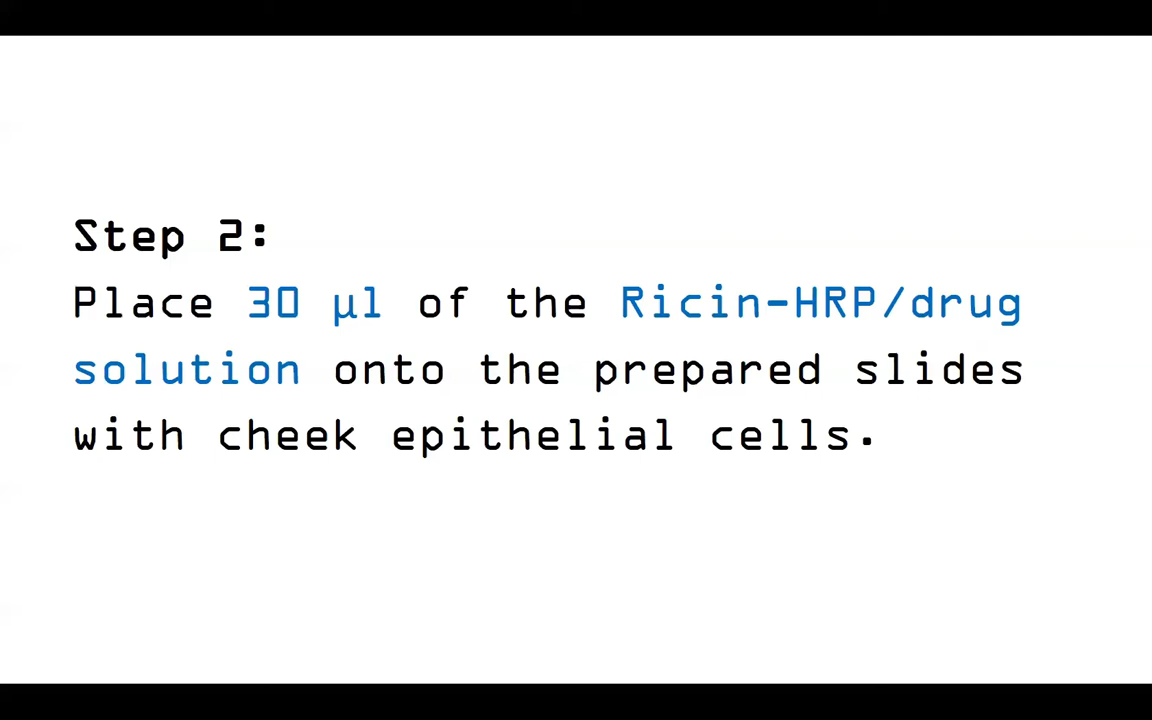 Step 2:
Place 30 µl of the Ricin-HRP/drug
solution onto the prepared slides
with cheek epithelial cells.